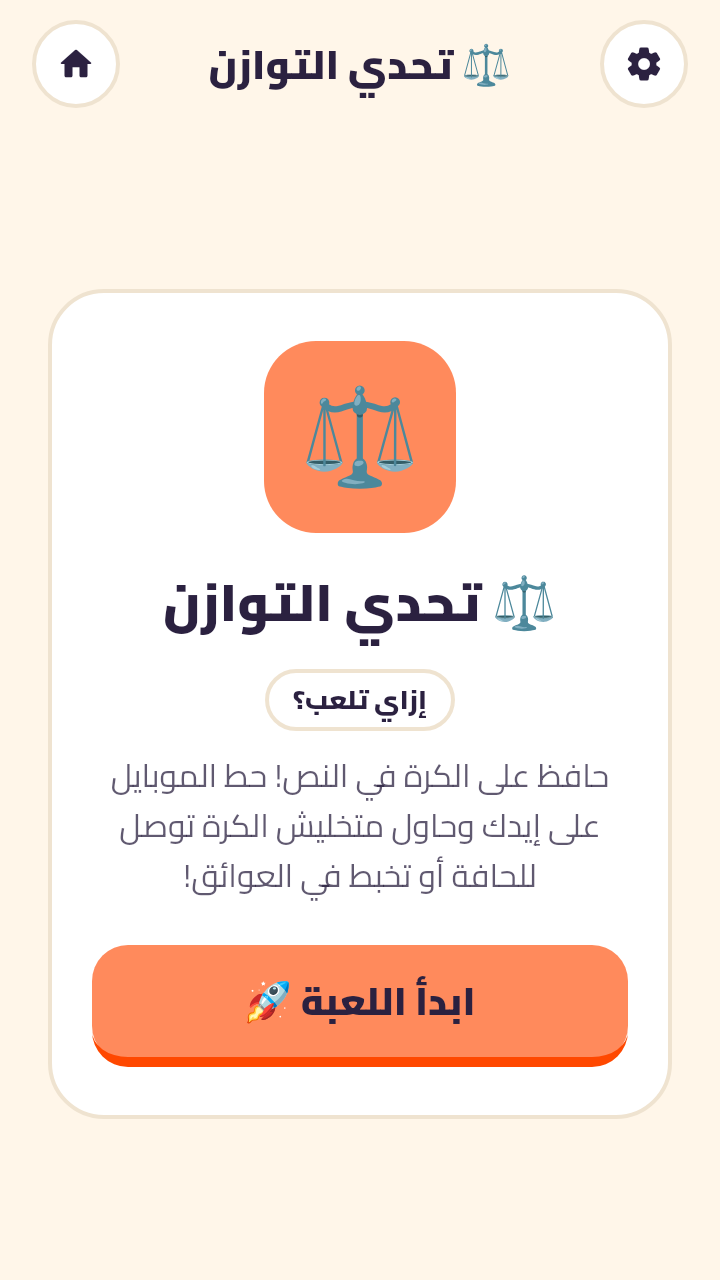 ⚖️ تحدي التوازن
⚖️ تحدي التوازن
إزاي تلعب؟
حافظ على الكرة في النص! حط الموبايل
على إيدك وحاول متخليش الكرة توصل
للحافة أو تخبط في العوائق!
ابدأ اللعبة 🚀